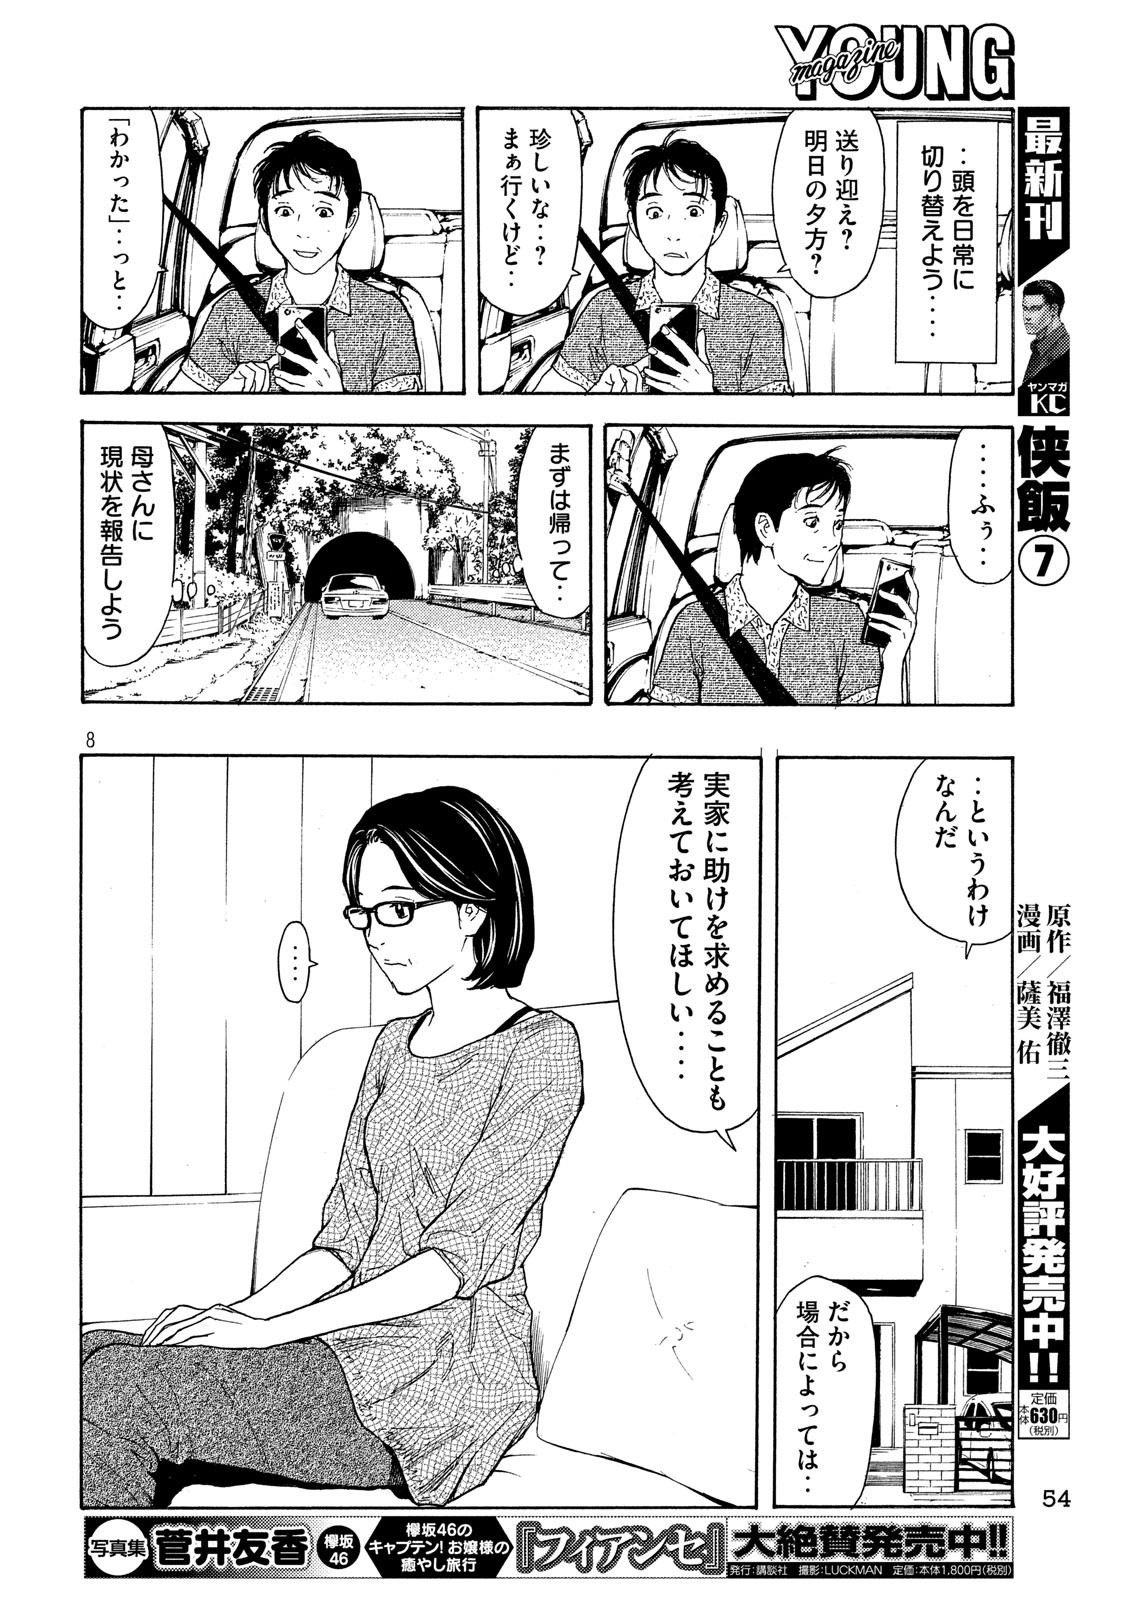 YOUNG
magazine
‥頭を日常に
切り替えよう‥‥
送り迎え?
明日の夕方?
珍しいな‥?
まぁ行くけど‥
「わかった」‥っと‥
‥‥ふぅ‥
まずは帰って‥
母さんに
現状を報告しよう
8
‥というわけ
なんだ
だから
場合によっては‥
実家に助けを求めることも
考えておいてほしい‥‥
‥‥
最新刊
ヤンマガ
KC
侠飯⑦
原作/福澤徹三
漫画/薩美佑
大好評発売中!!
定価
本体630円
(税別)
54
写真集
菅井友香
欅坂
46
欅坂46の
キャプテン!お嬢様の
癒やし旅行
『フィアンセ』
大絶賛発売中!!
発行:講談社 撮影:LUCKMAN 定価:本体1,800円(税別)